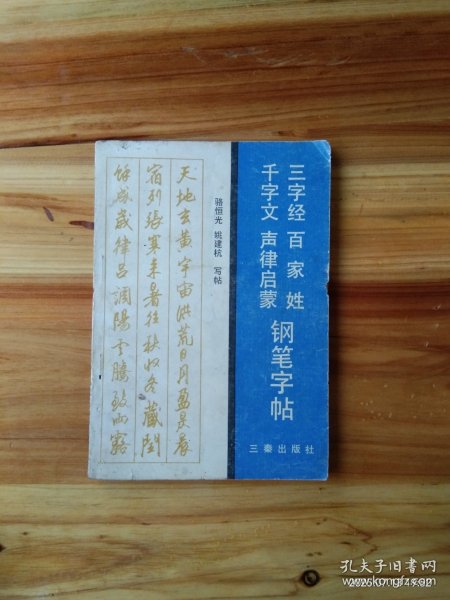 三字经 百家姓
千字文 声律启蒙
钢笔字帖
三秦出版社
骆恒光 姚建杭 写帖
天地玄黄宇宙洪荒日月盈昃辰
宿列张寒来暑往秋收冬藏闰
馀成岁律吕调阳云腾致雨露
孔夫子旧书网
www.kongfz.com